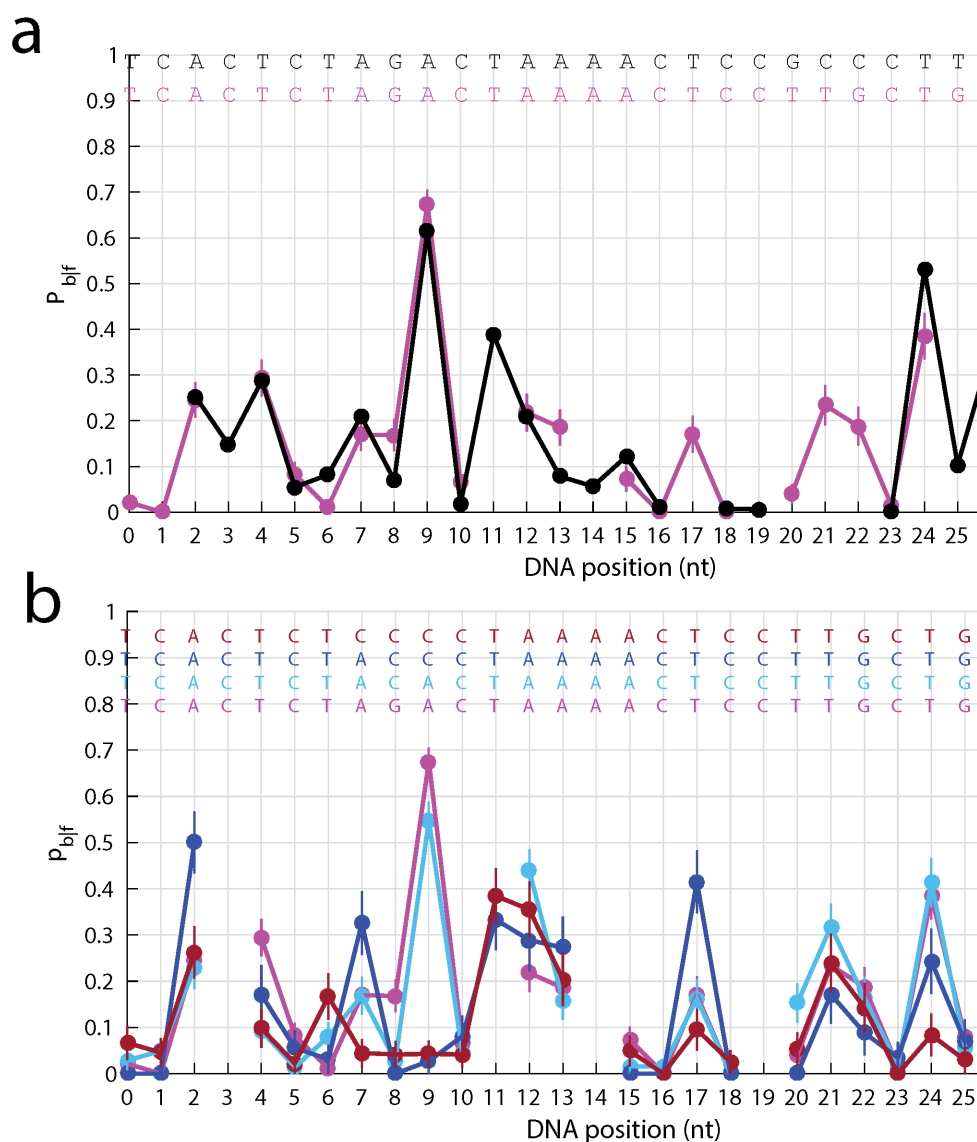 a
1
T C A C T C T A G A C T A A A A C T C C G C C C T T
0.9
T C A C T C T A G A C T A A A A C T C C T T G C T G
0.8
0.7
0.6
0.5
0.4
0.3
0.2
0.1
0
P b|f
0 1 2 3 4 5 6 7 8 9 10 11 12 13 14 15 16 17 18 19 20 21 22 23 24 25
DNA position (nt)
b
1
T C A C T C T C C C C T A A A A C T C C T T G C T G
0.9
T C A C T C T A C C C T A A A A C T C C T T G C T G
T C A C T C T A C A C T A A A A C T C C T T G C T G
0.8
T C A C T C T A G A C T A A A A C T C C T T G C T G
0.7
0.6
0.5
0.4
0.3
0.2
0.1
0
p b|f
0 1 2 3 4 5 6 7 8 9 10 11 12 13 14 15 16 17 18 19 20 21 22 23 24 25
DNA position (nt)